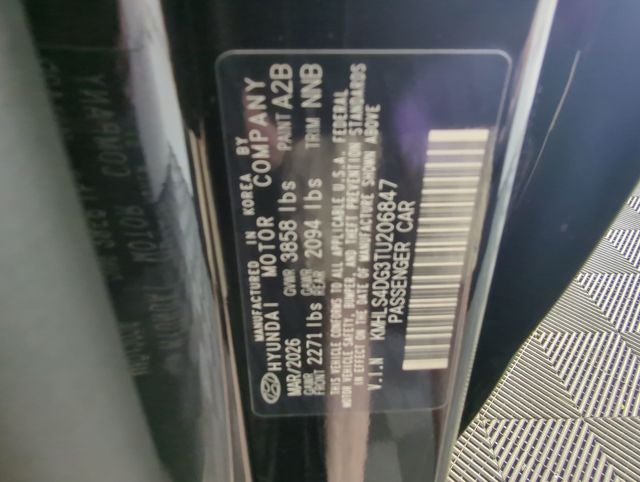 MANUFACTURED IN KOREA BY
HYUNDAI MOTOR COMPANY
MAR/2026 GVWR 3858 lbs PAINT A2B
GAWR FRONT 2271 lbs GAWR REAR 2094 lbs TRIM NNB
THIS VEHICLE CONFORMS TO ALL APPLICABLE U.S.A. FEDERAL
MOTOR VEHICLE SAFETY, BUMPER, AND THEFT PREVENTION STANDARDS
IN EFFECT ON THE DATE OF MANUFACTURE SHOWN ABOVE
V.I.N KMHLS4DG3TU206847
PASSENGER CAR